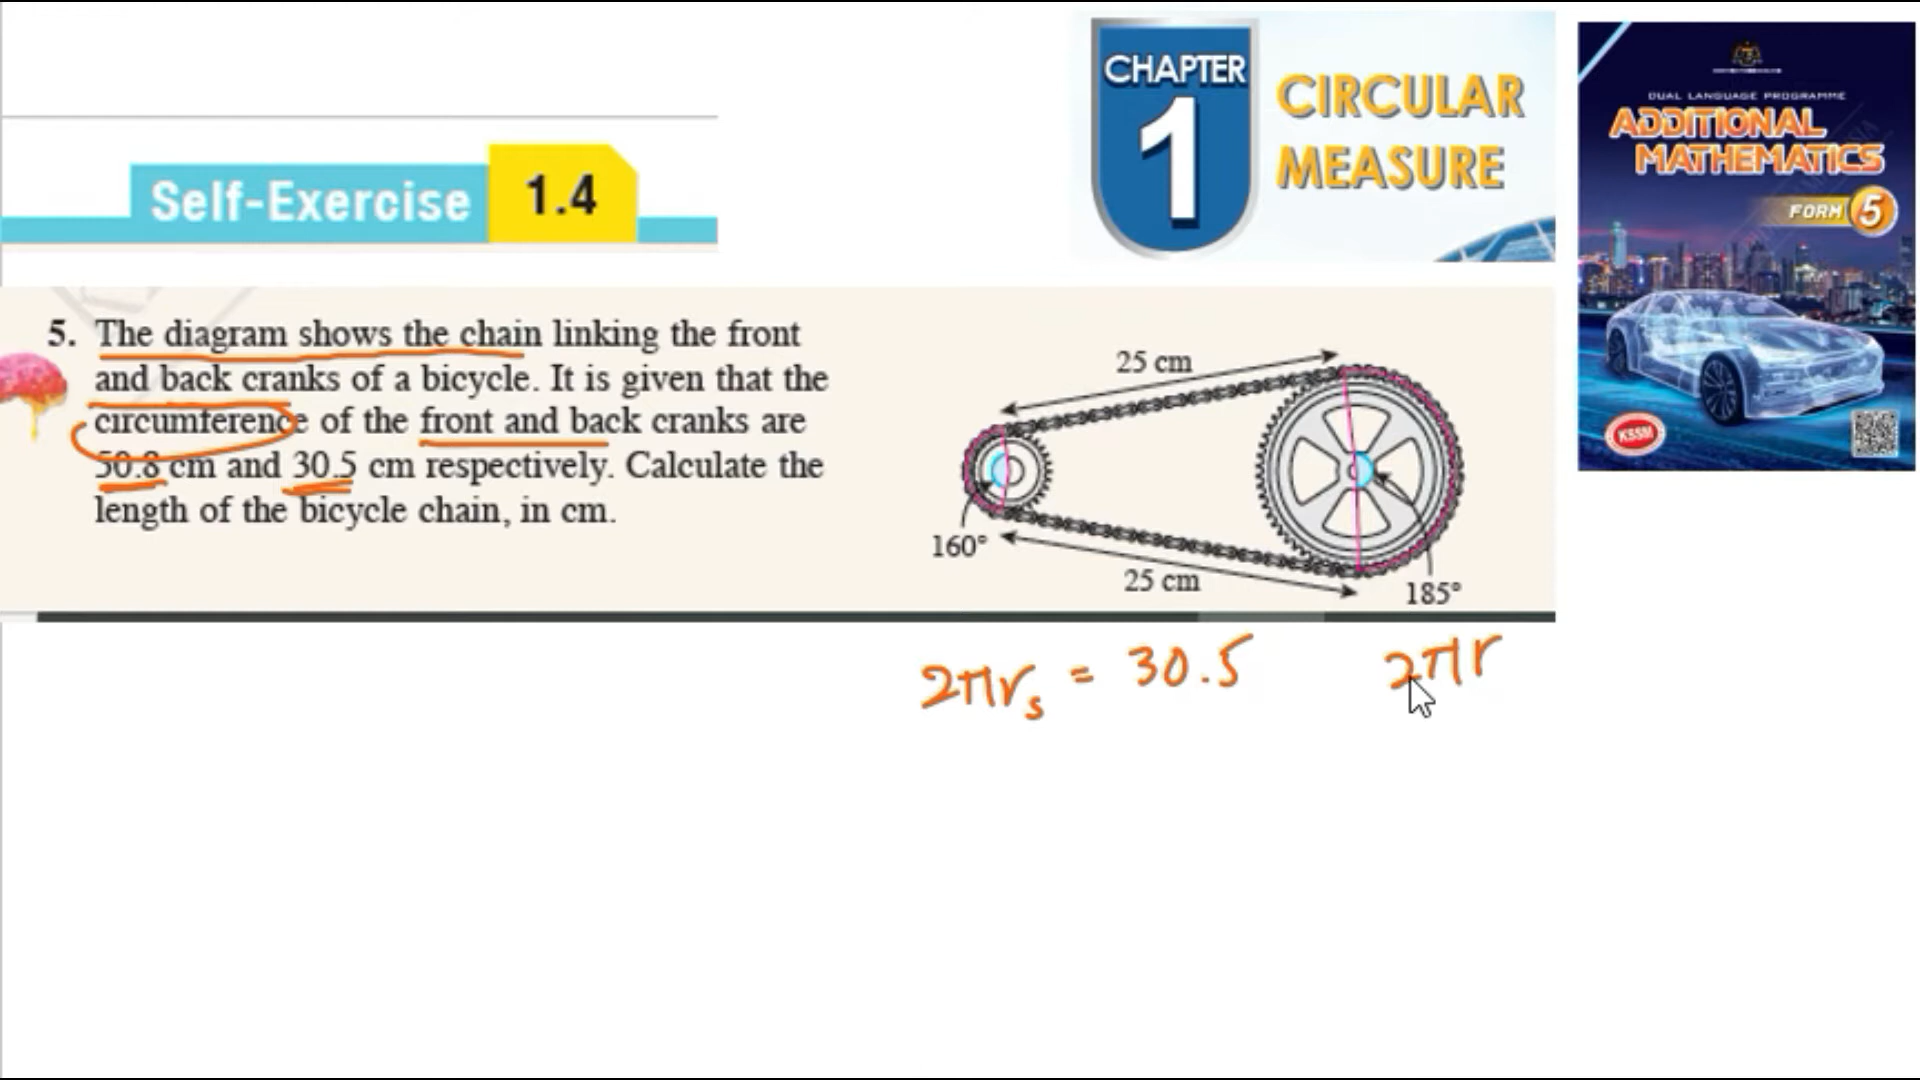 CHAPTER
1
CIRCULAR
MEASURE
DUAL LANGUAGE PROGRAMME
ADDITIONAL
MATHEMATICS
FORM 5
KSSM
Self-Exercise 1.4
5. The diagram shows the chain linking the front
and back cranks of a bicycle. It is given that the
circumference of the front and back cranks are
50.8 cm and 30.5 cm respectively. Calculate the
length of the bicycle chain, in cm.
25 cm
160°
25 cm
185°
2πr_s = 30.5
2πr